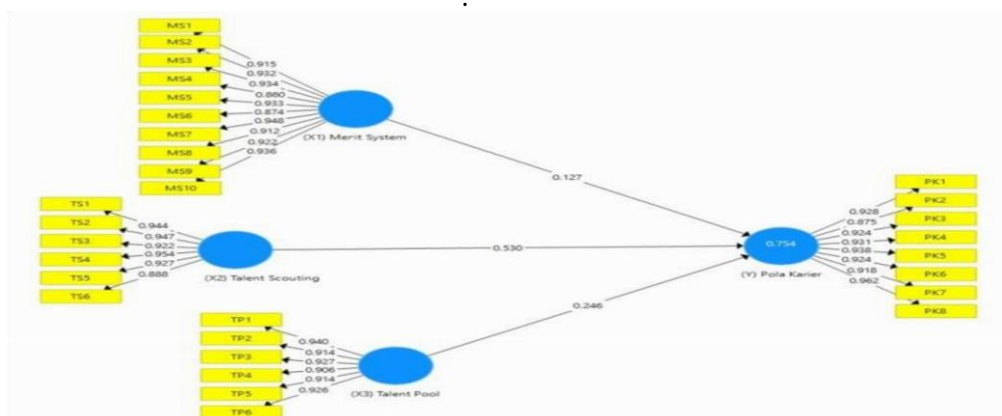 MS1
MS2
MS3
MS4
MS5
MS6
MS7
MS8
MS9
MS10
0.915
0.932
0.934
0.860
0.933
0.874
0.948
0.912
0.922
0.936
(X1) Merit System
0.127
TS1
TS2
TS3
TS4
TS5
TS6
0.944
0.947
0.922
0.954
0.927
0.888
(X2) Talent Scouting
0.530
TP1
TP2
TP3
TP4
TP5
TP6
0.940
0.914
0.927
0.906
0.914
0.926
(X3) Talent Pool
0.246
0.754
(Y) Pola Karier
0.928
0.875
0.924
0.931
0.938
0.924
0.918
0.962
PK1
PK2
PK3
PK4
PK5
PK6
PK7
PK8